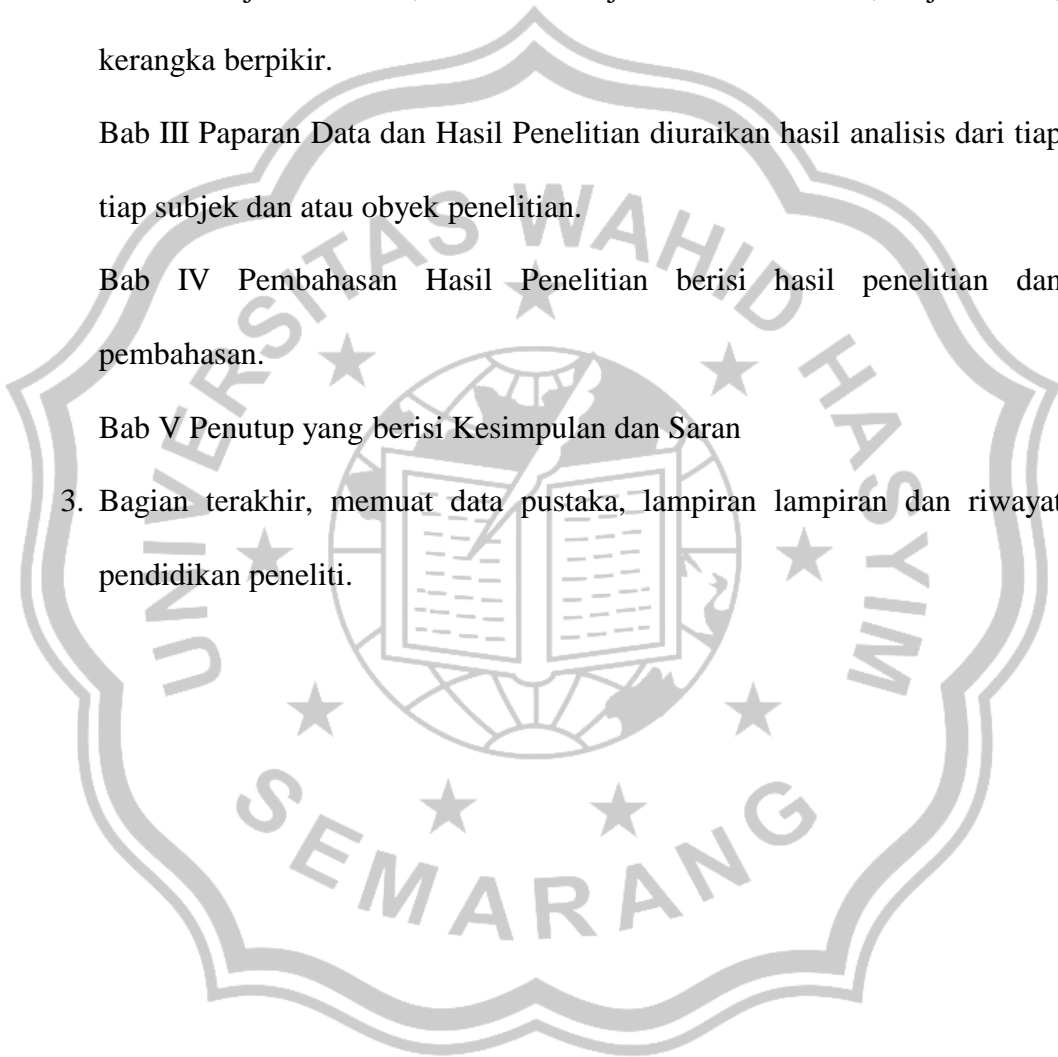 kerangka berpikir.
Bab III Paparan Data dan Hasil Penelitian diuraikan hasil analisis dari tiap
tiap subjek dan atau obyek penelitian.
Bab IV Pembahasan Hasil Penelitian berisi hasil penelitian dan
pembahasan.
Bab V Penutup yang berisi Kesimpulan dan Saran
3. Bagian terakhir, memuat data pustaka, lampiran lampiran dan riwayat
pendidikan peneliti.
UNIVERSITAS WAHID HASYIM
SEMARANG